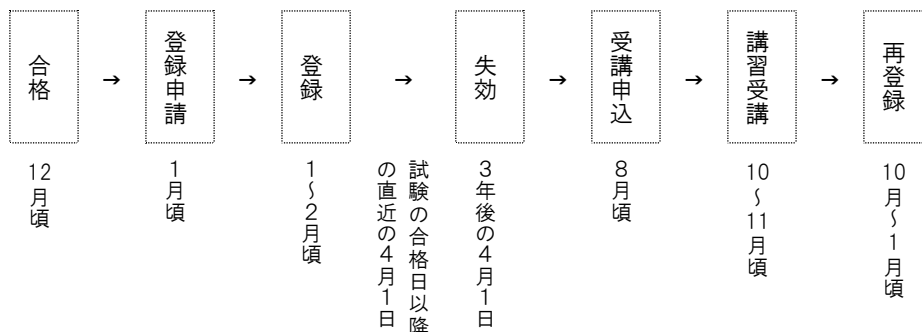 合格
→
登録申請
→
登録
→
失効
→
受講申込
→
講習受講
→
再登録
12月頃
1月頃
1～2月頃
試験の合格日以降
の直近の4月1日
3年後の4月1日
8月頃
10～11月頃
10月～1月頃